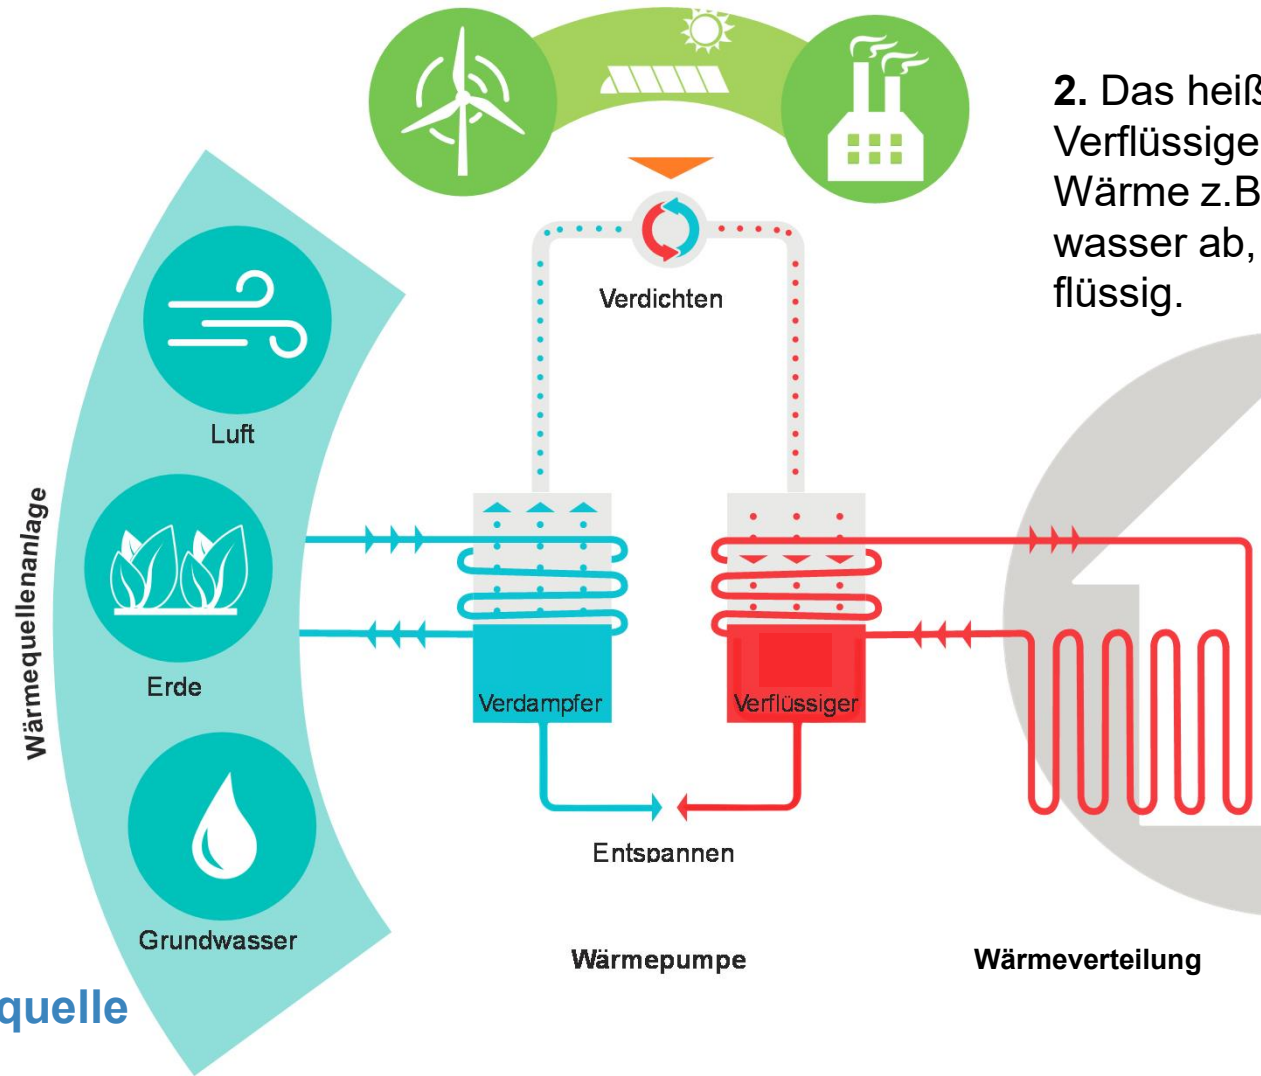 2. Das heiß
Verflüssige
Wärme z.B
wasser ab,
flüssig.
Verdichten
Luft
Wärmequellenanlage
Erde
Verdampfer
Verflüssiger
Entspannen
Grundwasser
Wärmepumpe
Wärmeverteilung
quelle